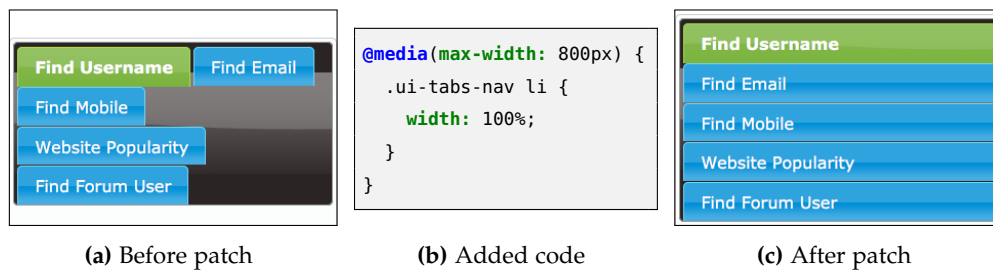 Find Username Find Email
Find Mobile
Website Popularity
Find Forum User
(a) Before patch
@media(max-width: 800px) {
.ui-tabs-nav li {
width: 100%;
}
}
(b) Added code
Find Username
Find Email
Find Mobile
Website Popularity
Find Forum User
(c) After patch